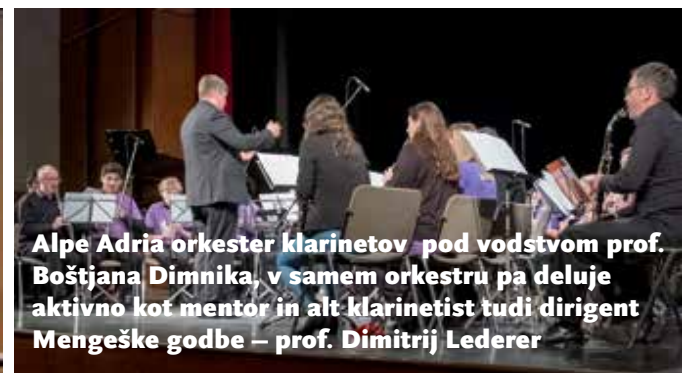 Alpe Adria orkester klarinetov  pod vodstvom prof.
Boštjana Dimnika, v samem orkestru pa deluje
aktivno kot mentor in alt klarinetist tudi dirigent
Mengeške godbe – prof. Dimitrij Lederer